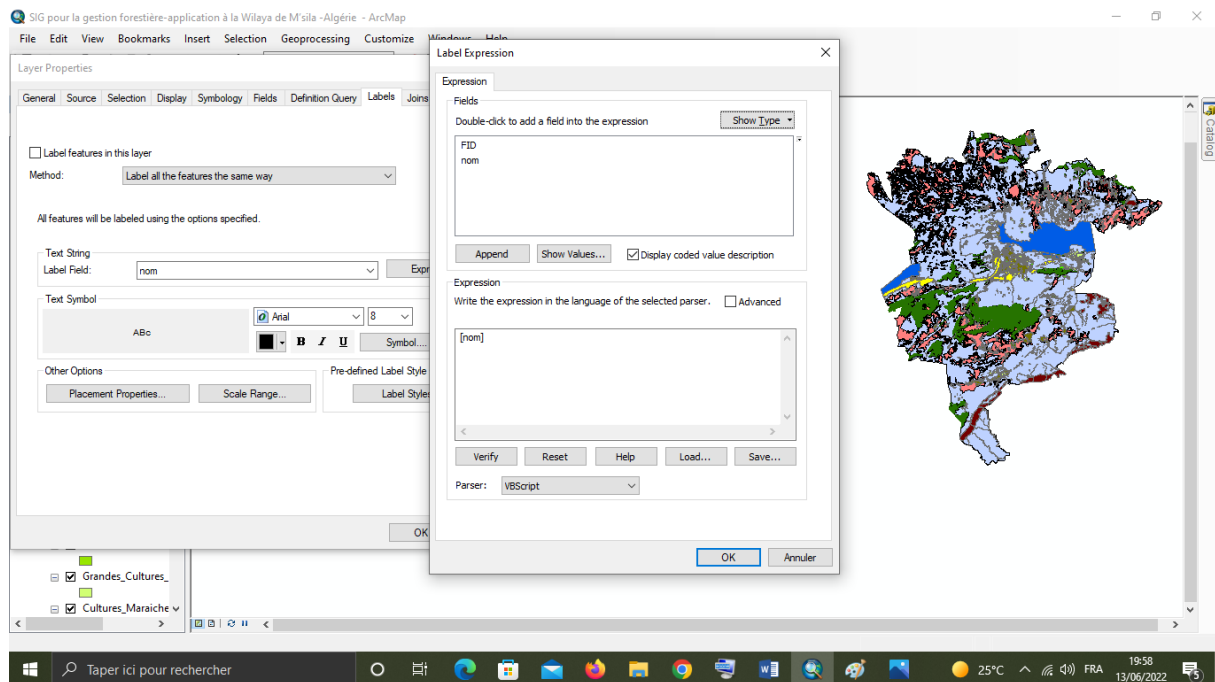 SIG pour la gestion forestière-application à la Wilaya de M'sila -Algérie - ArcMap
File Edit View Bookmarks Insert Selection Geoprocessing Customize Windows Help
Label Expression
Layer Properties
Expression
General Source Selection Display Symbology Fields Definition Query Labels Joins
Fields
Double-click to add a field into the expression
Show Type
FID
nom
Catalog
Label features in this layer
Method:
Label all the features the same way
All features will be labeled using the options specified.
Append
Show Values...
Display coded value description
Text String
Label Field:
nom
Expr
Expression
Write the expression in the language of the selected parser.
Advanced
Text Symbol
ABc
Arial
8
B I U
Symbol...
[nom]
Other Options
Placement Properties...
Scale Range...
Pre-defined Label Style
Label Styles
Verify
Reset
Help
Load...
Save...
Parser:
VBScript
OK
OK
Annuler
Grandes_Cultures_
Cultures_Maraiche
Taper ici pour rechercher
25°C
FRA
19:58
13/06/2022
5